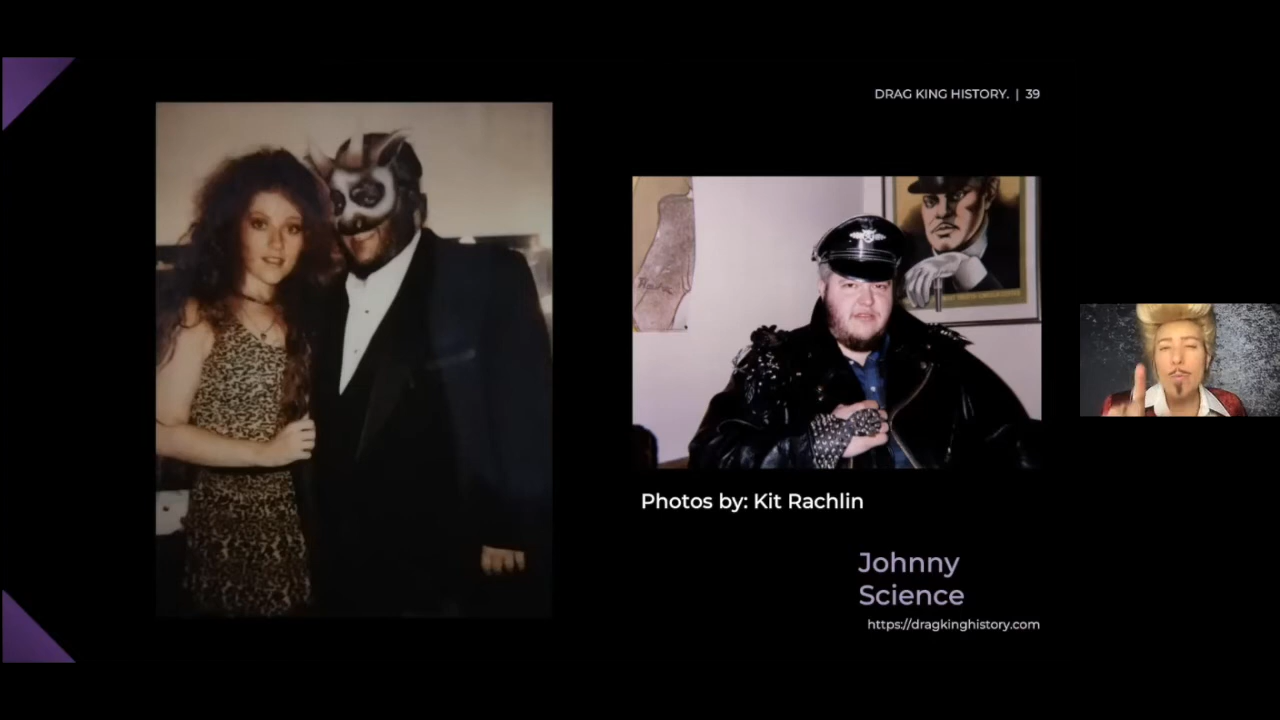 DRAG KING HISTORY. | 39
Photos by: Kit Rachlin
Johnny
Science
https://dragkinghistory.com